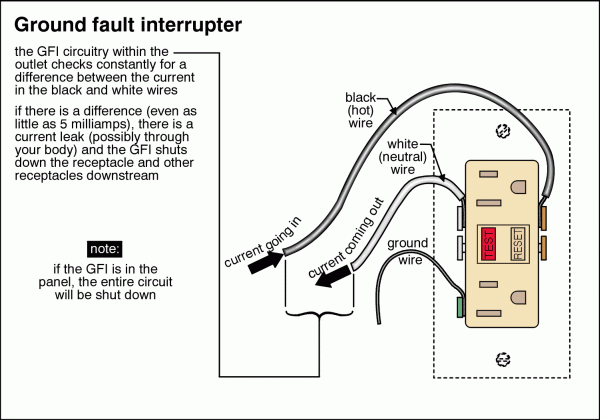 Ground fault interrupter
the GFI circuitry within the
outlet checks constantly for a
difference between the current
in the black and white wires
if there is a difference (even as
little as 5 milliamps), there is a
current leak (possibly through
your body) and the GFI shuts
down the receptacle and other
receptacles downstream
note:
if the GFI is in the
panel, the entire circuit
will be shut down
black
(hot)
wire
white
(neutral)
wire
current going in
current coming out
ground
wire
TEST
RESET